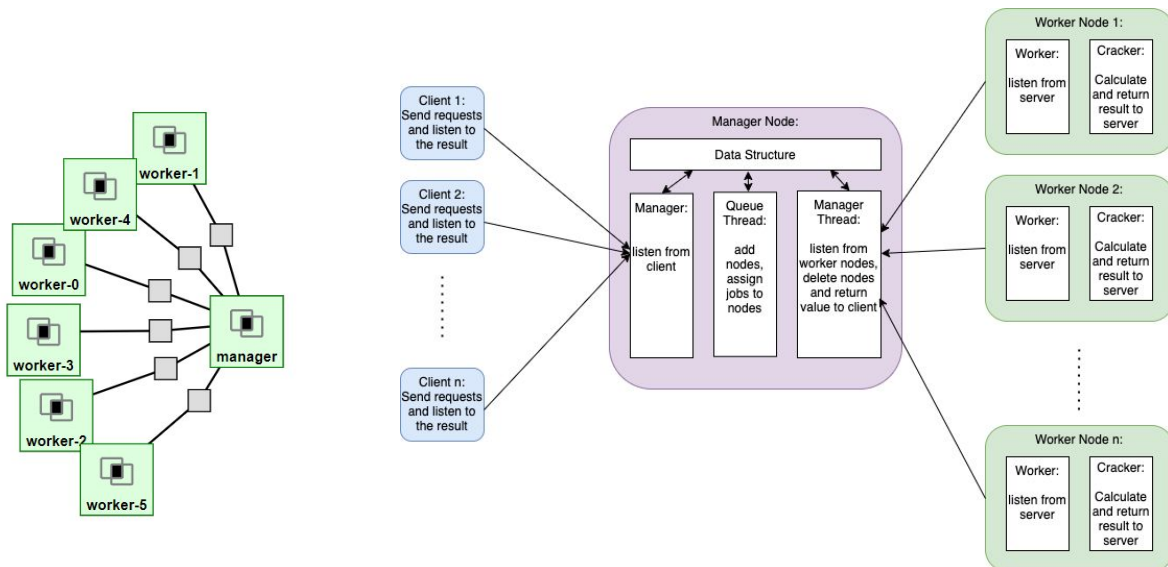 worker-1
worker-4
worker-0
worker-3
worker-2
worker-5
manager
Client 1:
Send requests
and listen to
the result
Client 2:
Send requests
and listen to
the result
Client n:
Send requests
and listen to
the result
Manager Node:
Data Structure
Manager:
listen from
client
Queue
Thread:
add
nodes,
assign
jobs to
nodes
Manager
Thread:
listen from
worker nodes,
delete nodes
and return
value to client
Worker Node 1:
Worker:
listen from
server
Cracker:
Calculate
and return
result to
server
Worker Node 2:
Worker:
listen from
server
Cracker:
Calculate
and return
result to
server
Worker Node n:
Worker:
listen from
server
Cracker:
Calculate
and return
result to
server